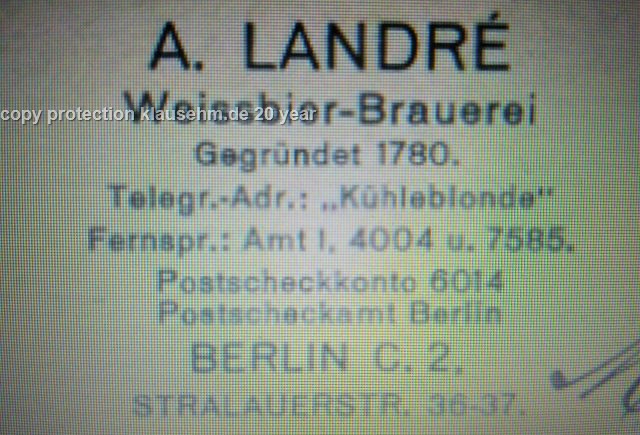 A. LANDRÉ
Weissbier-Brauerei
copy protection klausehm.de 20 year
Gegründet 1780.
Telegr.-Adr.: „Kühleblonde"
Fernspr.: Amt I, 4004 u. 7585.
Postscheckkonto 6014
Postscheckamt Berlin
BERLIN C. 2.
STRALAUERSTR. 36-37.